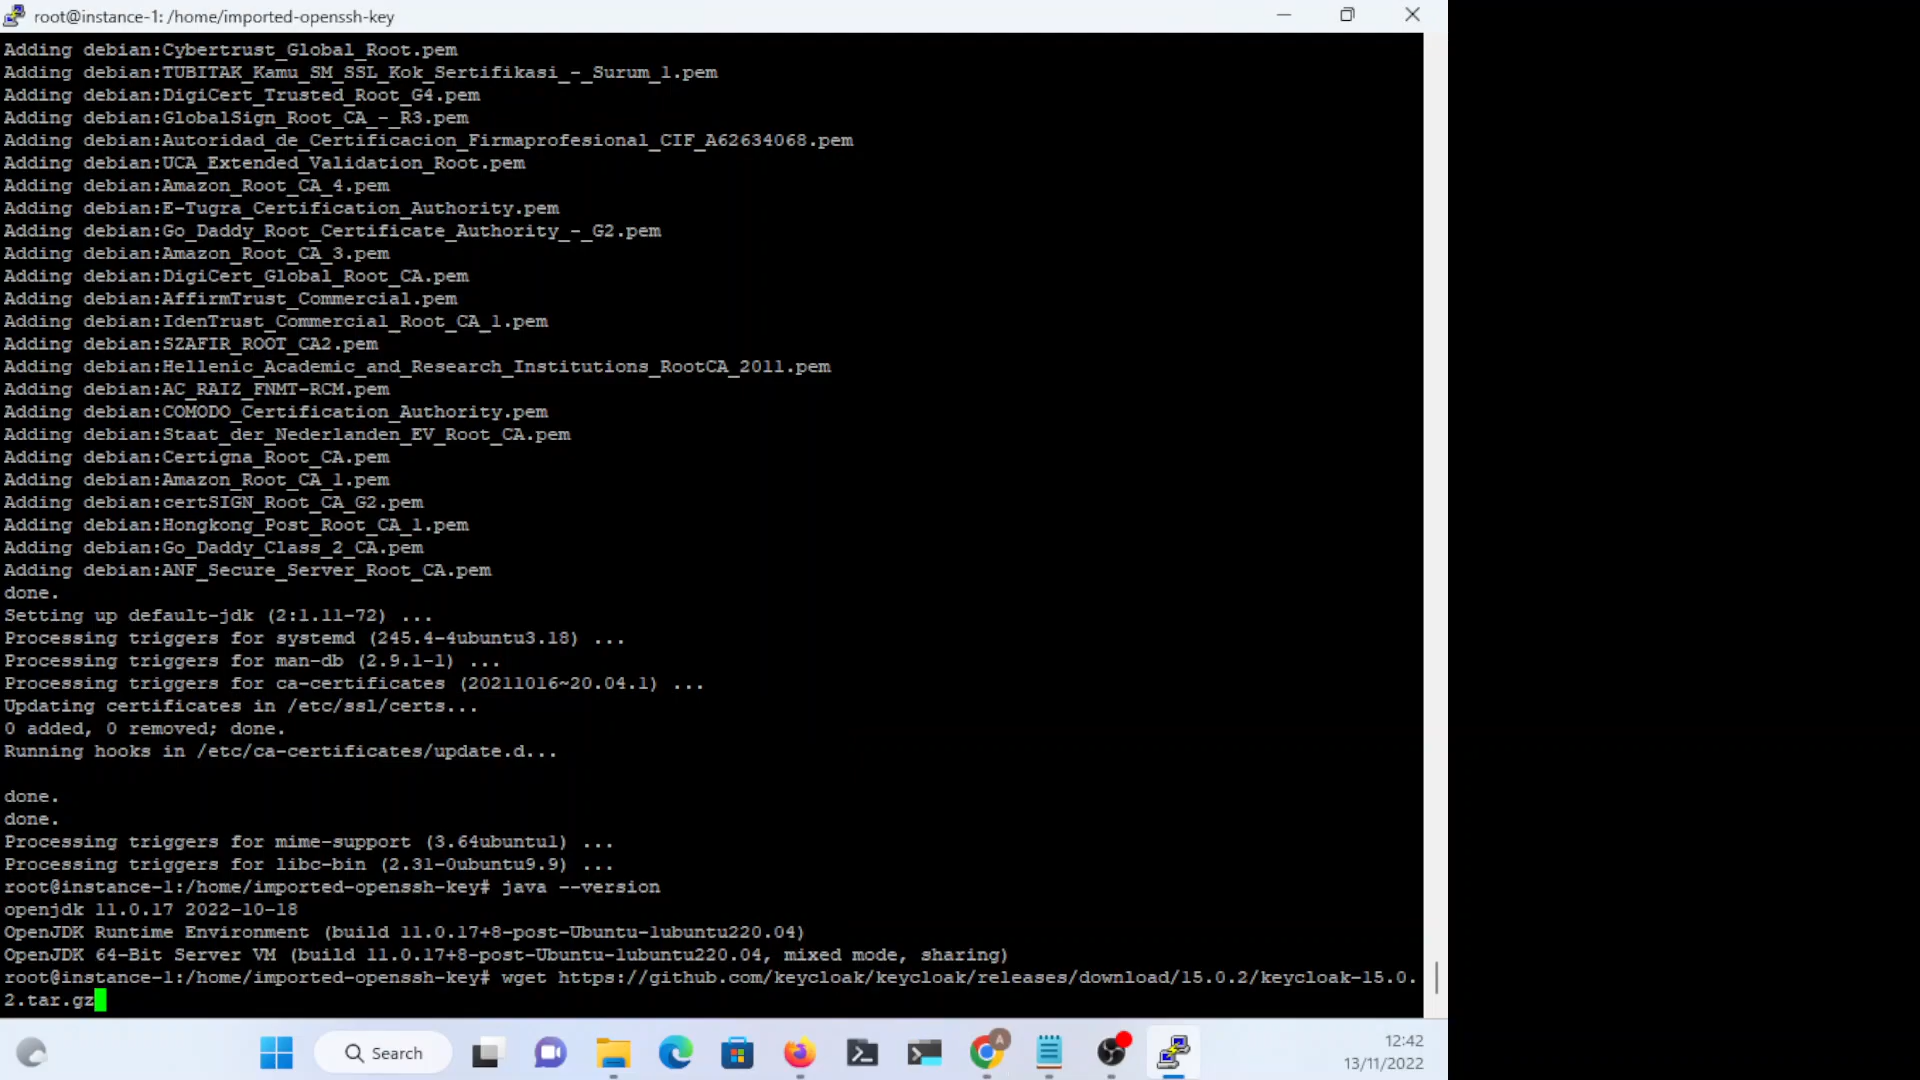 root@instance-1: /home/imported-openssh-key
Adding debian:Cybertrust_Global_Root.pem
Adding debian:TUBITAK_Kamu_SM_SSL_Kok_Sertifikasi_-_Surum_1.pem
Adding debian:DigiCert_Trusted_Root_G4.pem
Adding debian:GlobalSign_Root_CA_-_R3.pem
Adding debian:Autoridad_de_Certificacion_Firmaprofesional_CIF_A62634068.pem
Adding debian:UCA_Extended_Validation_Root.pem
Adding debian:Amazon_Root_CA_4.pem
Adding debian:E-Tugra_Certification_Authority.pem
Adding debian:Go_Daddy_Root_Certificate_Authority_-_G2.pem
Adding debian:Amazon_Root_CA_3.pem
Adding debian:DigiCert_Global_Root_CA.pem
Adding debian:AffirmTrust_Commercial.pem
Adding debian:IdenTrust_Commercial_Root_CA_1.pem
Adding debian:SZAFIR_ROOT_CA2.pem
Adding debian:Hellenic_Academic_and_Research_Institutions_RootCA_2011.pem
Adding debian:AC_RAIZ_FNMT-RCM.pem
Adding debian:COMODO_Certification_Authority.pem
Adding debian:Staat_der_Nederlanden_EV_Root_CA.pem
Adding debian:Certigna_Root_CA.pem
Adding debian:Amazon_Root_CA_1.pem
Adding debian:certSIGN_Root_CA_G2.pem
Adding debian:Hongkong_Post_Root_CA_1.pem
Adding debian:Go_Daddy_Class_2_CA.pem
Adding debian:ANF_Secure_Server_Root_CA.pem
done.
Setting up default-jdk (2:1.11-72) ...
Processing triggers for systemd (245.4-4ubuntu3.18) ...
Processing triggers for man-db (2.9.1-1) ...
Processing triggers for ca-certificates (20211016~20.04.1) ...
Updating certificates in /etc/ssl/certs...
0 added, 0 removed; done.
Running hooks in /etc/ca-certificates/update.d...
done.
done.
Processing triggers for mime-support (3.64ubuntu1) ...
Processing triggers for libc-bin (2.31-0ubuntu9.9) ...
root@instance-1:/home/imported-openssh-key# java --version
openjdk 11.0.17 2022-10-18
OpenJDK Runtime Environment (build 11.0.17+8-post-Ubuntu-1ubuntu220.04)
OpenJDK 64-Bit Server VM (build 11.0.17+8-post-Ubuntu-1ubuntu220.04, mixed mode, sharing)
root@instance-1:/home/imported-openssh-key# wget https://github.com/keycloak/keycloak/releases/download/15.0.2/keycloak-15.0.
2.tar.gz
Search
A
12:42
13/11/2022